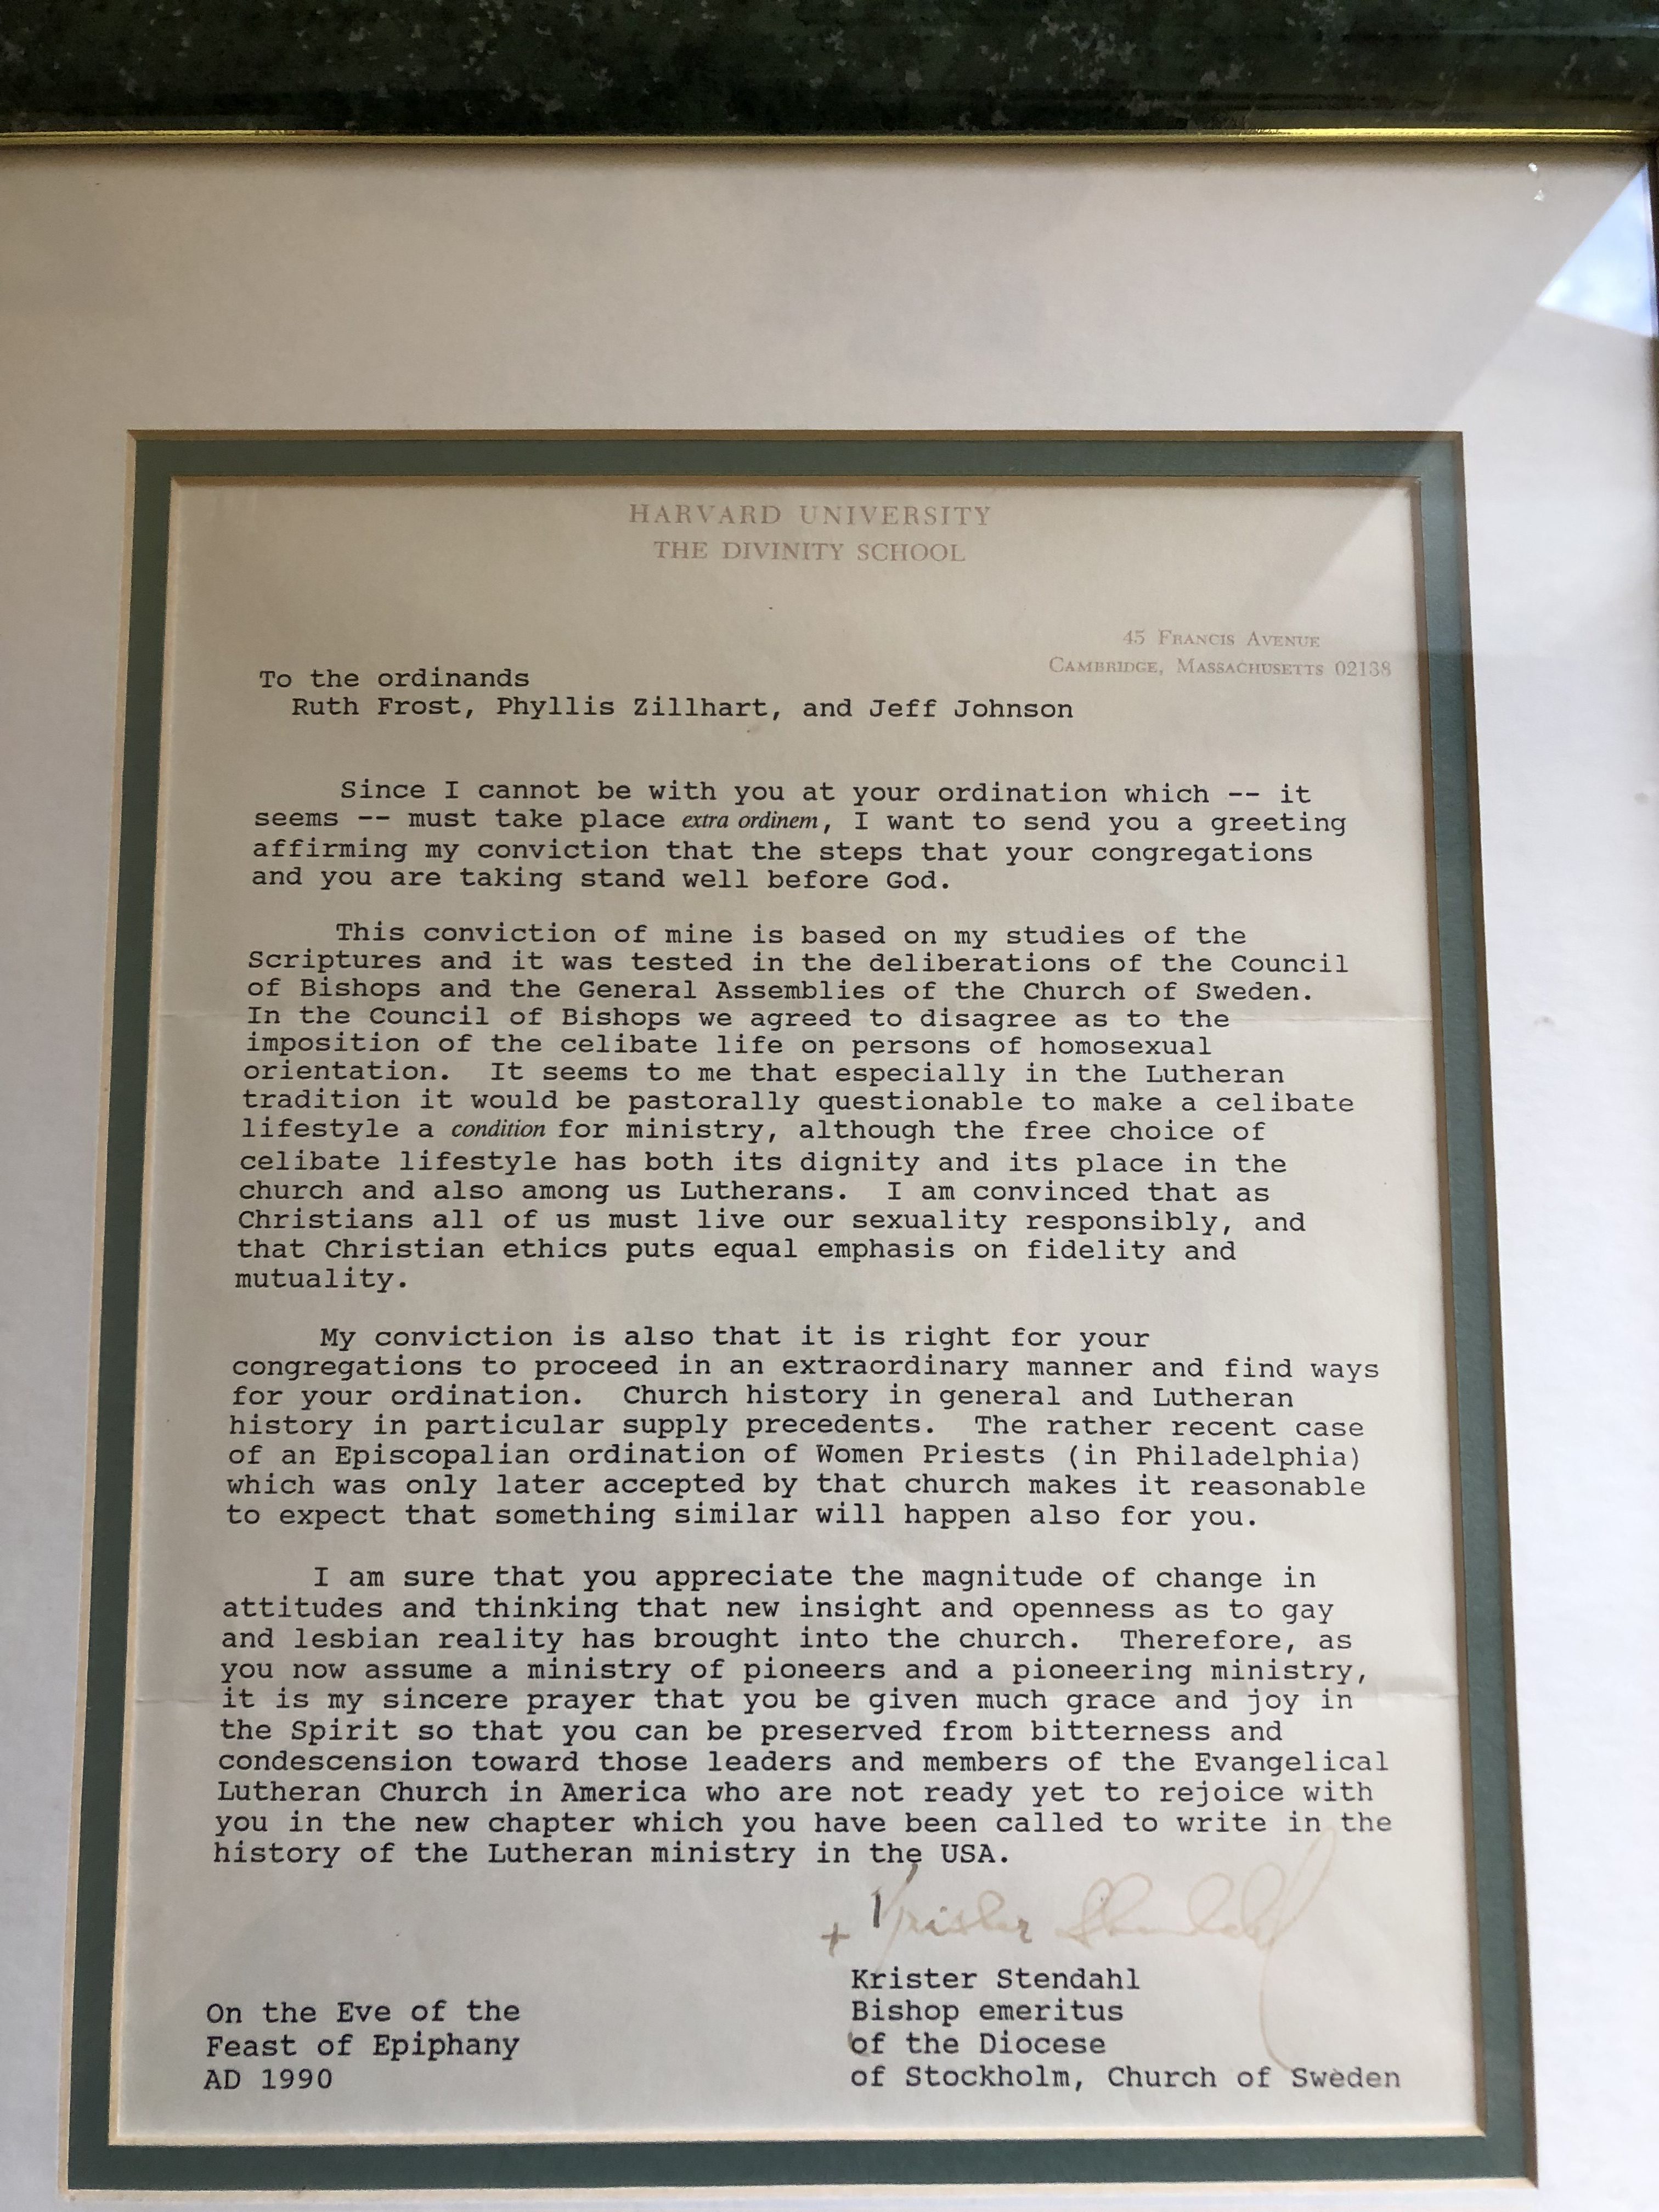 HARVARD UNIVERSITY
THE DIVINITY SCHOOL
45 FRANCIS AVENUE
CAMBRIDGE, MASSACHUSETTS 02138
To the ordinands
Ruth Frost, Phyllis Zillhart, and Jeff Johnson
Since I cannot be with you at your ordination which -- it
seems -- must take place extra ordinem, I want to send you a greeting
affirming my conviction that the steps that your congregations
and you are taking stand well before God.
This conviction of mine is based on my studies of the
Scriptures and it was tested in the deliberations of the Council
of Bishops and the General Assemblies of the Church of Sweden.
In the Council of Bishops we agreed to disagree as to the
imposition of the celibate life on persons of homosexual
orientation. It seems to me that especially in the Lutheran
tradition it would be pastorally questionable to make a celibate
lifestyle a condition for ministry, although the free choice of
celibate lifestyle has both its dignity and its place in the
church and also among us Lutherans. I am convinced that as
Christians all of us must live our sexuality responsibly, and
that Christian ethics puts equal emphasis on fidelity and
mutuality.
My conviction is also that it is right for your
congregations to proceed in an extraordinary manner and find ways
for your ordination. Church history in general and Lutheran
history in particular supply precedents. The rather recent case
of an Episcopalian ordination of Women Priests (in Philadelphia)
which was only later accepted by that church makes it reasonable
to expect that something similar will happen also for you.
I am sure that you appreciate the magnitude of change in
attitudes and thinking that new insight and openness as to gay
and lesbian reality has brought into the church. Therefore, as
you now assume a ministry of pioneers and a pioneering ministry,
it is my sincere prayer that you be given much grace and joy in
the Spirit so that you can be preserved from bitterness and
condescension toward those leaders and members of the Evangelical
Lutheran Church in America who are not ready yet to rejoice with
you in the new chapter which you have been called to write in the
history of the Lutheran ministry in the USA.
+ Krister Stendahl
Krister Stendahl
Bishop emeritus
of the Diocese
of Stockholm, Church of Sweden
On the Eve of the
Feast of Epiphany
AD 1990